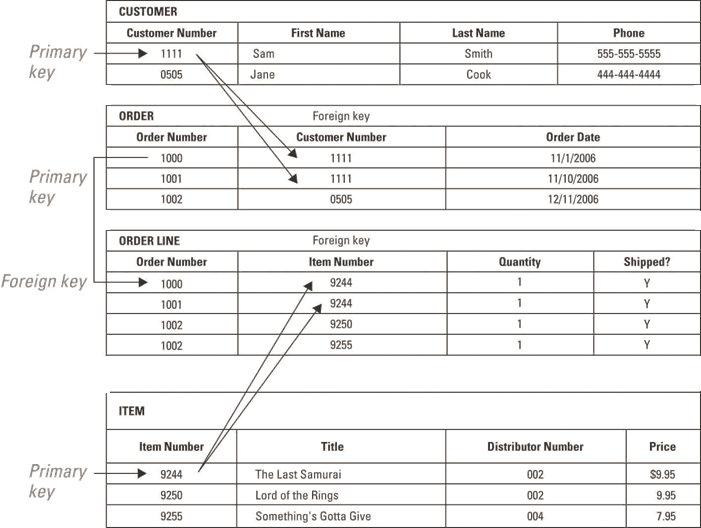 CUSTOMER
Customer Number First Name Last Name Phone
Primary key
1111 Sam Smith 555-555-5555
0505 Jane Cook 444-444-4444
ORDER Foreign key
Order Number Customer Number Order Date
1000 1111 11/1/2006
Primary key
1001 1111 11/10/2006
1002 0505 12/11/2006
ORDER LINE Foreign key
Order Number Item Number Quantity Shipped?
Foreign key
1000 9244 1 Y
1001 9244 1 Y
1002 9250 1 Y
1002 9255 1 Y
ITEM
Item Number Title Distributor Number Price
Primary key
9244 The Last Samurai 002 $9.95
9250 Lord of the Rings 002 9.95
9255 Something's Gotta Give 004 7.95